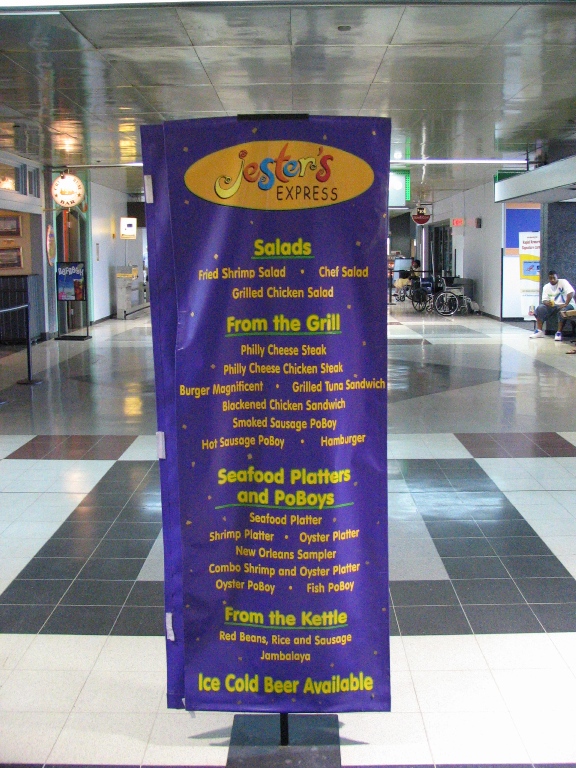 Jester's
EXPRESS
Salads
Fried Shrimp Salad • Chef Salad
Grilled Chicken Salad
From the Grill
Philly Cheese Steak
Philly Cheese Chicken Steak
Burger Magnificent • Grilled Tuna Sandwich
Blackened Chicken Sandwich
Smoked Sausage PoBoy
Hot Sausage PoBoy • Hamburger
Seafood Platters
and PoBoys
Seafood Platter
Shrimp Platter • Oyster Platter
New Orleans Sampler
Combo Shrimp and Oyster Platter
Oyster PoBoy • Fish PoBoy
From the Kettle
Red Beans, Rice and Sausage
Jambalaya
Ice Cold Beer Available